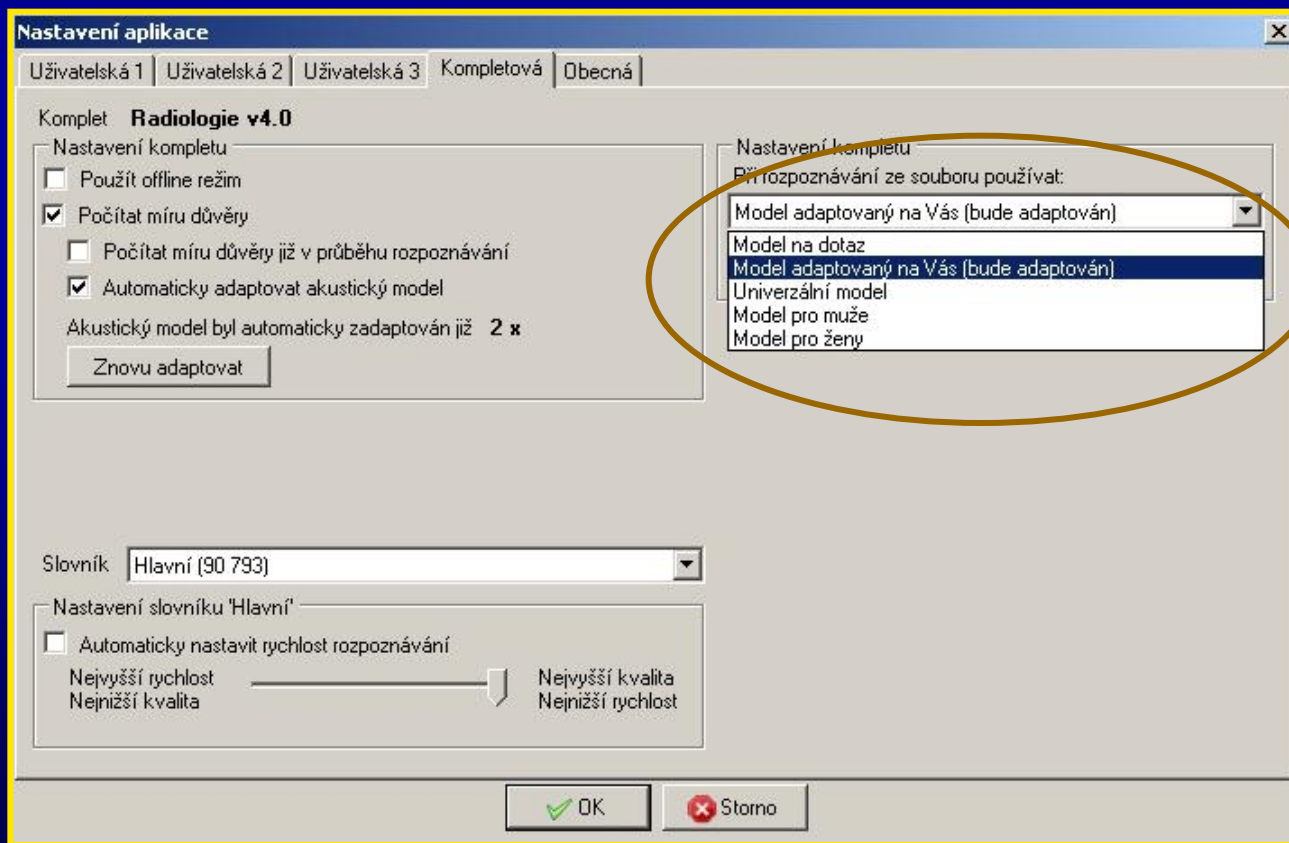 Nastavení aplikace
Uživatelská 1 Uživatelská 2 Uživatelská 3 Kompletová Obecná
Komplet Radiologie v4.0
Nastavení kompletu
Použít offline režim
Počítat míru důvěry
Počítat míru důvěry již v průběhu rozpoznávání
Automaticky adaptovat akustický model
Akustický model byl automaticky zadaptován již 2 x
Znovu adaptovat
Nastavení kompletu
Při rozpoznávání ze souboru používat:
Model adaptovaný na Vás (bude adaptován)
Model na dotaz
Model adaptovaný na Vás (bude adaptován)
Univerzální model
Model pro muže
Model pro ženy
Slovník Hlavní (90 793)
Nastavení slovníku 'Hlavní'
Automaticky nastavit rychlost rozpoznávání
Nejvyšší rychlost Nejvyšší kvalita
Nejnižší kvalita Nejnižší rychlost
OK Storno